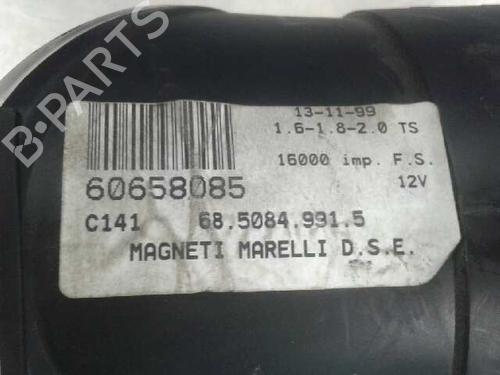 B-PARTS
13-11-99
1.6-1.8-2.0 TS
16000 imp. F.S.
60658085
12V
C141 68.5084.991.5
MAGNETI MARELLI D.S.E.